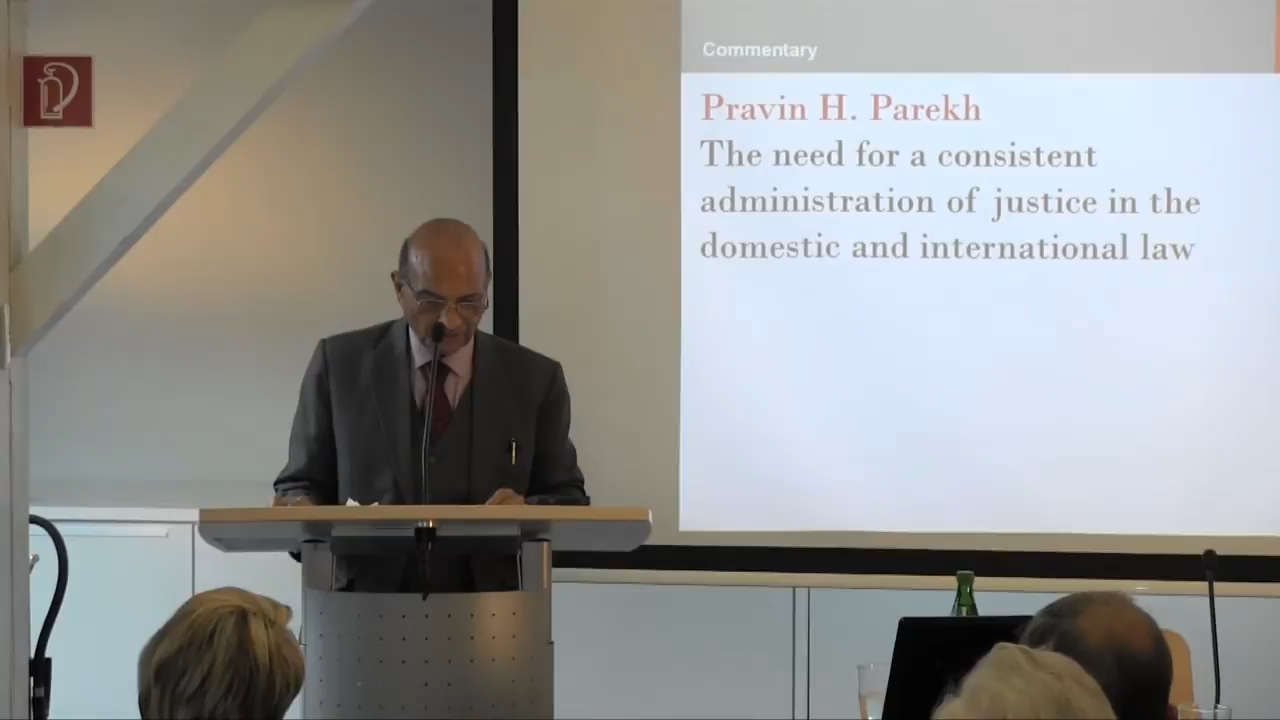 Commentary
Pravin H. Parekh
The need for a consistent
administration of justice in the
domestic and international law